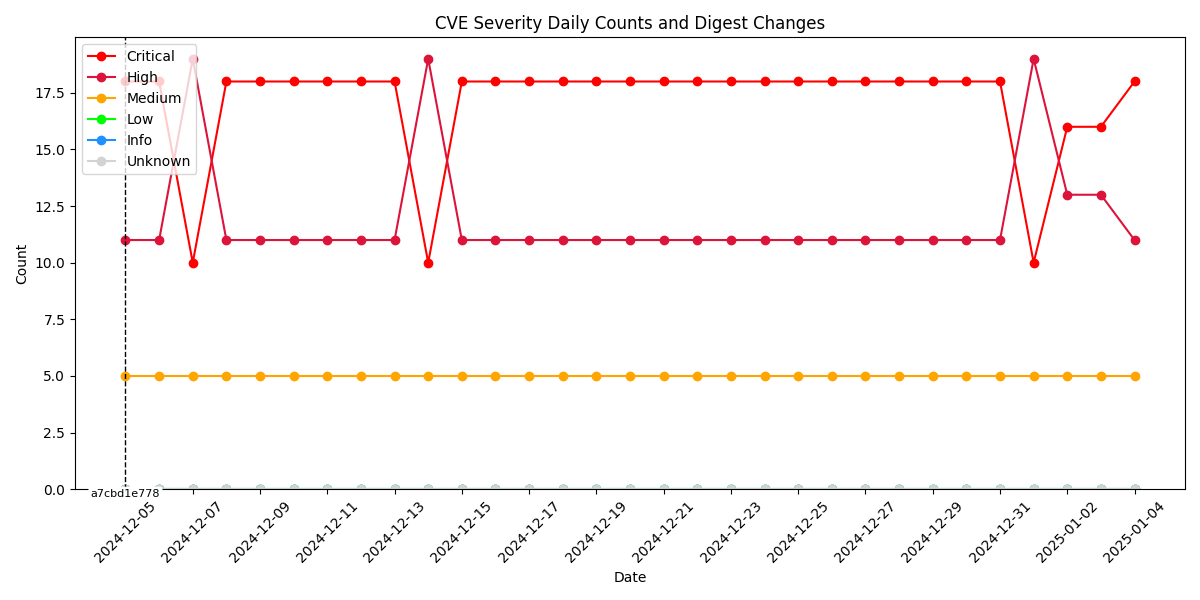 CVE Severity Daily Counts and Digest Changes
Critical
High
Medium
Low
Info
Unknown
Count
17.5
15.0
12.5
10.0
7.5
5.0
2.5
0.0
a7cbd1e778
2024-12-05
2024-12-07
2024-12-09
2024-12-11
2024-12-13
2024-12-15
2024-12-17
2024-12-19
2024-12-21
2024-12-23
2024-12-25
2024-12-27
2024-12-29
2024-12-31
2025-01-02
2025-01-04
Date